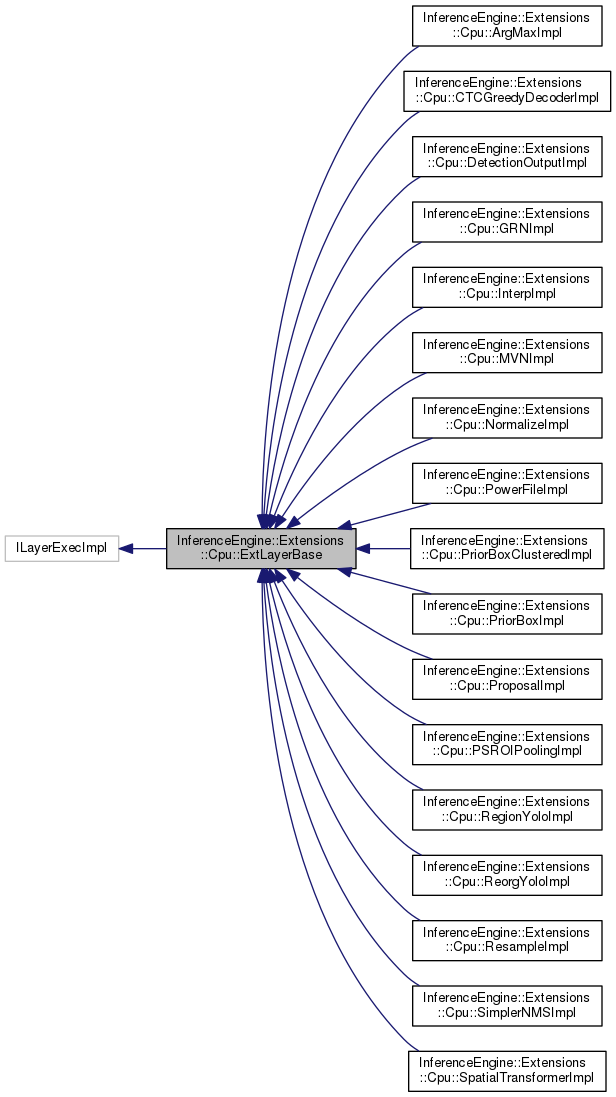 InferenceEngine::Extensions
::Cpu::ArgMaxImpl
InferenceEngine::Extensions
::Cpu::CTCGreedyDecoderImpl
InferenceEngine::Extensions
::Cpu::DetectionOutputImpl
InferenceEngine::Extensions
::Cpu::GRNImpl
InferenceEngine::Extensions
::Cpu::InterpImpl
InferenceEngine::Extensions
::Cpu::MVNImpl
InferenceEngine::Extensions
::Cpu::NormalizeImpl
InferenceEngine::Extensions
::Cpu::PowerFileImpl
ILayerExecImpl
InferenceEngine::Extensions
::Cpu::ExtLayerBase
InferenceEngine::Extensions
::Cpu::PriorBoxClusteredImpl
InferenceEngine::Extensions
::Cpu::PriorBoxImpl
InferenceEngine::Extensions
::Cpu::ProposalImpl
InferenceEngine::Extensions
::Cpu::PSROIPoolingImpl
InferenceEngine::Extensions
::Cpu::RegionYoloImpl
InferenceEngine::Extensions
::Cpu::ReorgYoloImpl
InferenceEngine::Extensions
::Cpu::ResampleImpl
InferenceEngine::Extensions
::Cpu::SimplerNMSImpl
InferenceEngine::Extensions
::Cpu::SpatialTransformerImpl